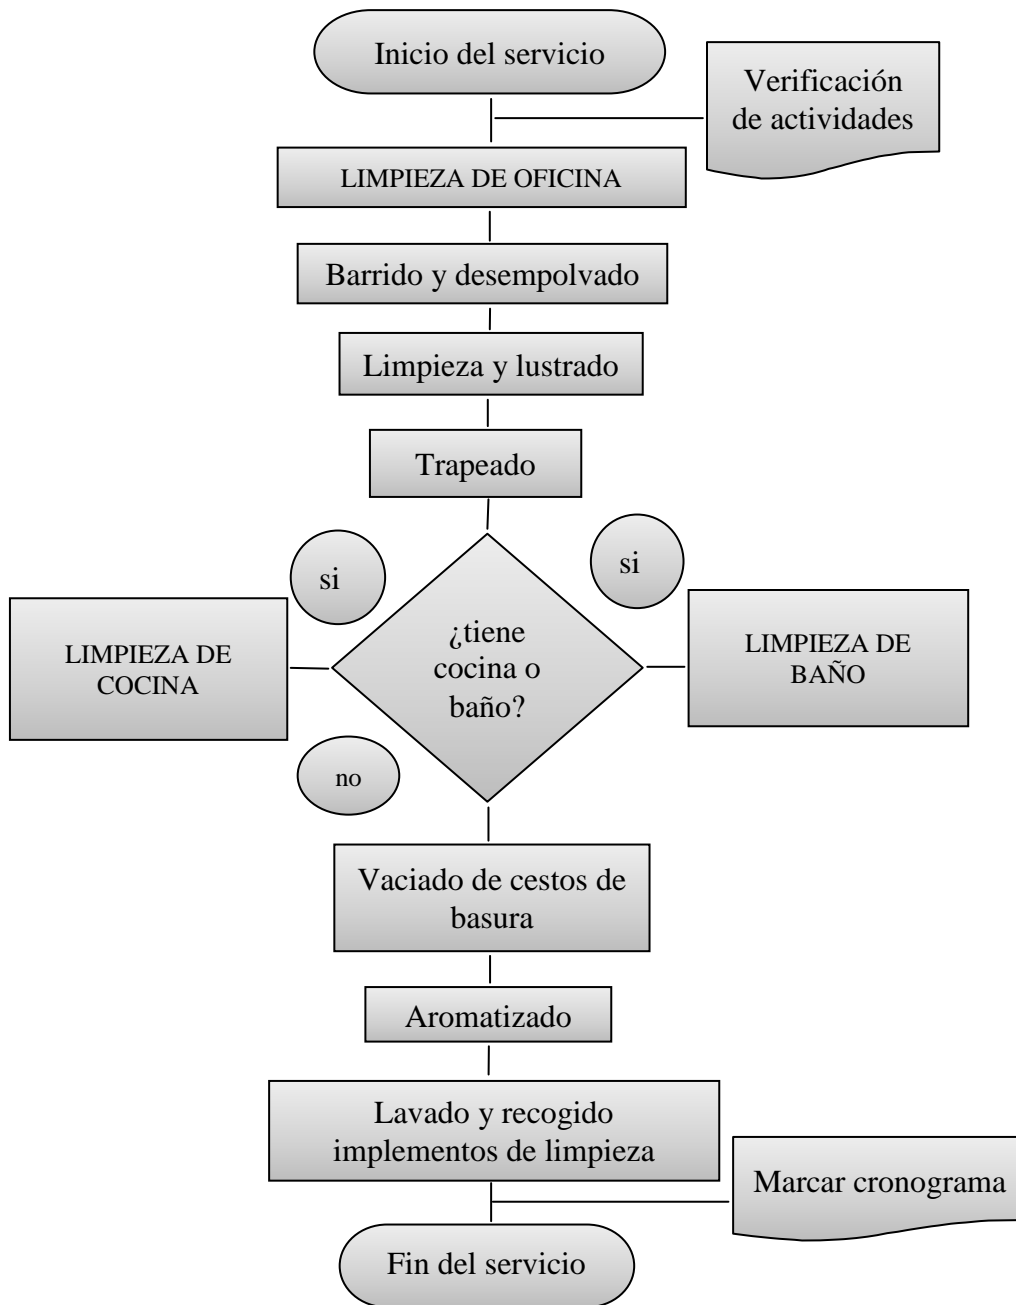 Inicio del servicio
Verificación
de actividades
LIMPIEZA DE OFICINA
Barrido y desempolvado
Limpieza y lustrado
Trapeado
si
si
¿tiene
cocina o
baño?
LIMPIEZA DE
COCINA
LIMPIEZA DE
BAÑO
no
Vaciado de cestos de
basura
Aromatizado
Lavado y recogido
implementos de limpieza
Marcar cronograma
Fin del servicio